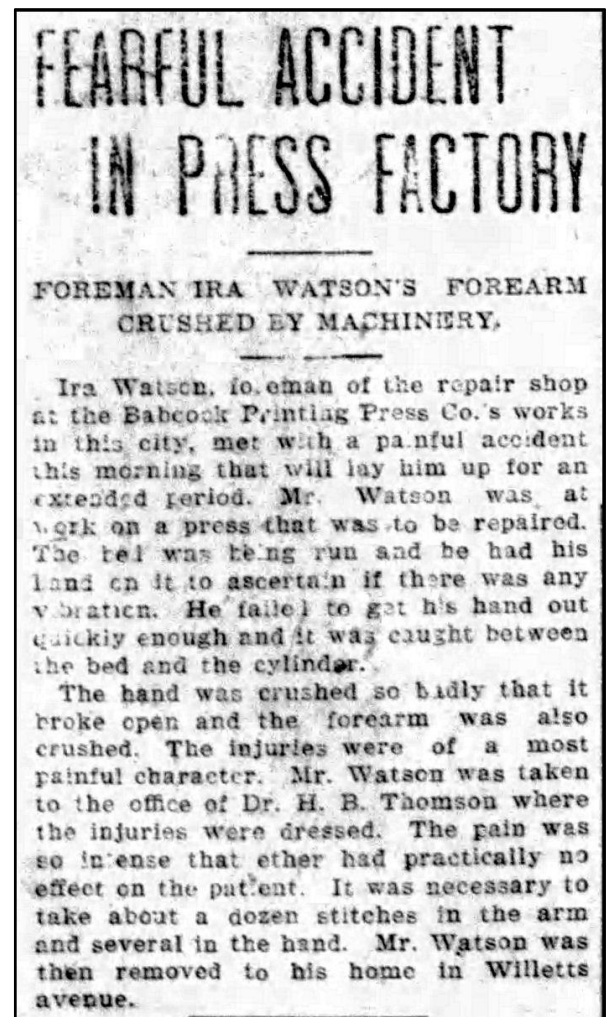 FEARFUL ACCIDENT
IN PRESS FACTORY
FOREMAN IRA WATSON'S FOREARM
CRUSHED BY MACHINERY.
Ira Watson, foreman of the repair shop
at the Babcock Printing Press Co.'s works
in this city, met with a painful accident
this morning that will lay him up for an
extended period. Mr. Watson was at
work on a press that was to be repaired.
The bed was being run and he had his
hand on it to ascertain if there was any
vibration. He failed to get his hand out
quickly enough and it was caught between
the bed and the cylinder.
The hand was crushed so badly that it
broke open and the forearm was also
crushed. The injuries were of a most
painful character. Mr. Watson was taken
to the office of Dr. H. B. Thomson where
the injuries were dressed. The pain was
so intense that ether had practically no
effect on the patient. It was necessary to
take about a dozen stitches in the arm
and several in the hand. Mr. Watson was
then removed to his home in Willetts
avenue.